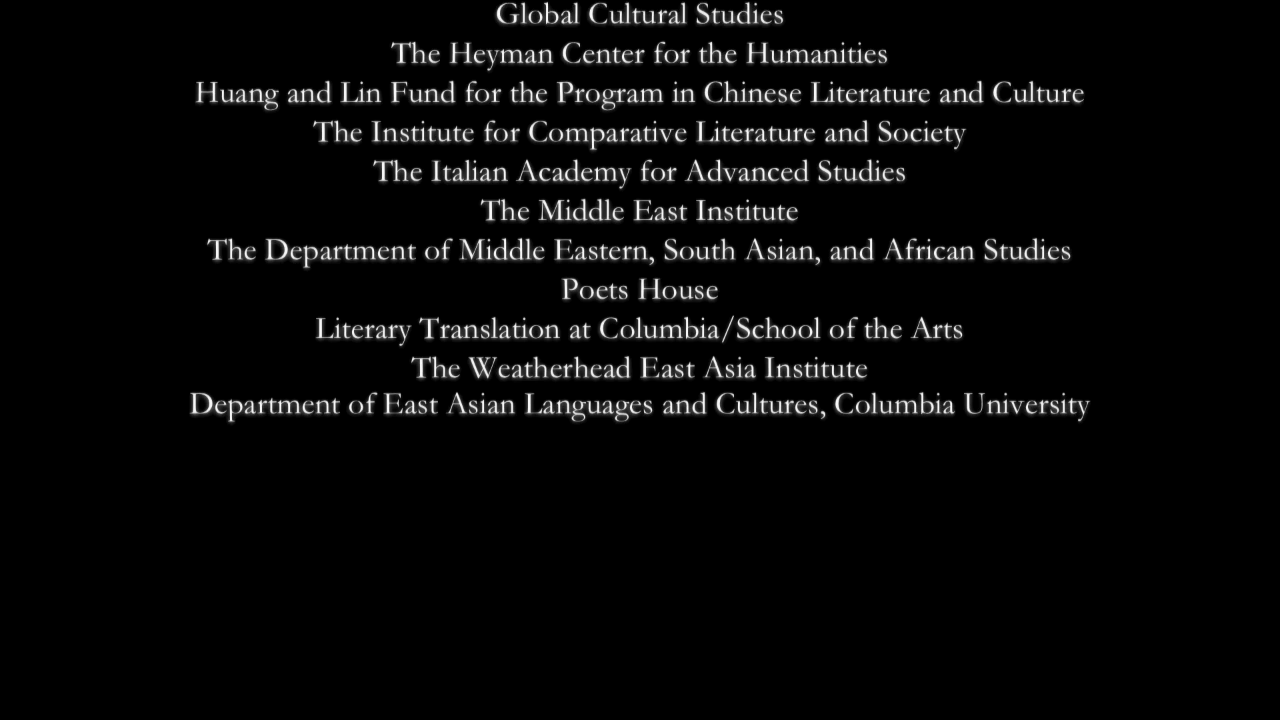 Global Cultural Studies
The Heyman Center for the Humanities
Huang and Lin Fund for the Program in Chinese Literature and Culture
The Institute for Comparative Literature and Society
The Italian Academy for Advanced Studies
The Middle East Institute
The Department of Middle Eastern, South Asian, and African Studies
Poets House
Literary Translation at Columbia/School of the Arts
The Weatherhead East Asia Institute
Department of East Asian Languages and Cultures, Columbia University